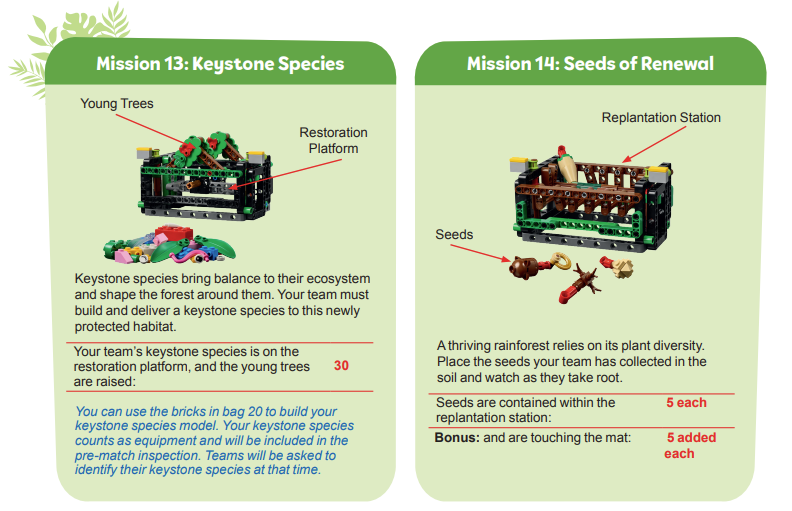 Mission 13: Keystone Species
Young Trees
Restoration
Platform
Keystone species bring balance to their ecosystem
and shape the forest around them. Your team must
build and deliver a keystone species to this newly
protected habitat.
Your team's keystone species is on the
restoration platform, and the young trees
are raised:
30
You can use the bricks in bag 20 to build your
keystone species model. Your keystone species
counts as equipment and will be included in the
pre-match inspection. Teams will be asked to
identify their keystone species at that time.
Mission 14: Seeds of Renewal
Replantation Station
Seeds
A thriving rainforest relies on its plant diversity.
Place the seeds your team has collected in the
soil and watch as they take root.
Seeds are contained within the
replantation station:
5 each
Bonus: and are touching the mat:
5 added
each